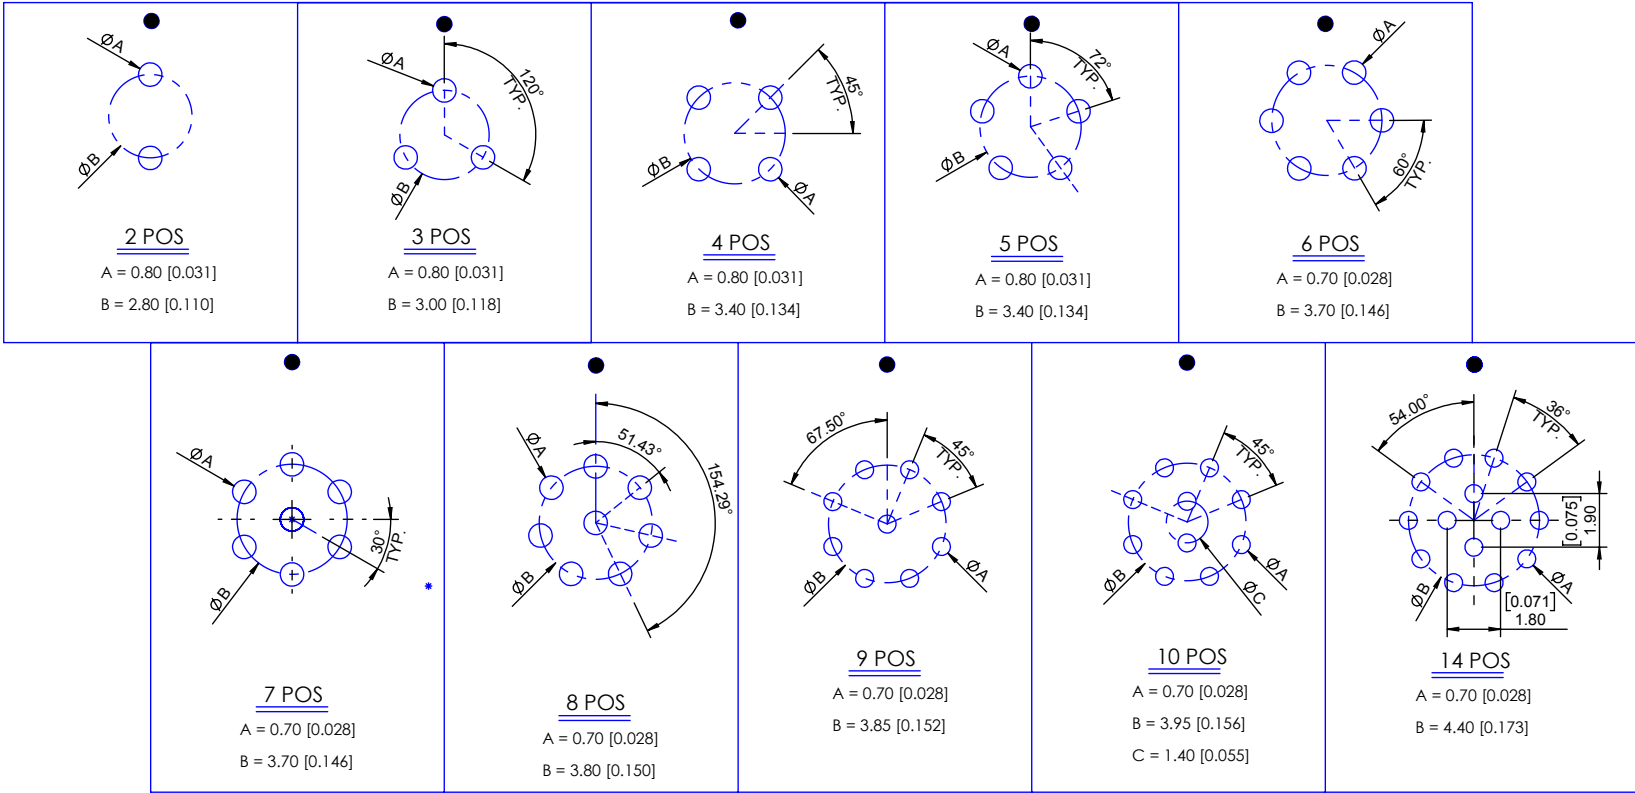 ØA
ØB
2 POS
A = 0.80 [0.031]
B = 2.80 [0.110]
ØA
120°
TYP.
ØB
3 POS
A = 0.80 [0.031]
B = 3.00 [0.118]
45°
TYP.
ØB
ØA
4 POS
A = 0.80 [0.031]
B = 3.40 [0.134]
ØA
72°
TYP.
ØB
5 POS
A = 0.80 [0.031]
B = 3.40 [0.134]
ØA
60°
TYP.
6 POS
A = 0.70 [0.028]
B = 3.70 [0.146]
ØA
30°
TYP.
ØB
*
7 POS
A = 0.70 [0.028]
B = 3.70 [0.146]
ØA
51.43°
154.29°
ØB
8 POS
A = 0.70 [0.028]
B = 3.80 [0.150]
67.50°
45°
TYP.
ØB
ØA
9 POS
A = 0.70 [0.028]
B = 3.85 [0.152]
45°
TYP.
ØB
ØA
ØC
10 POS
A = 0.70 [0.028]
B = 3.95 [0.156]
C = 1.40 [0.055]
54.00°
36°
TYP.
[0.075]
1.90
ØB
ØA
[0.071]
1.80
14 POS
A = 0.70 [0.028]
B = 4.40 [0.173]